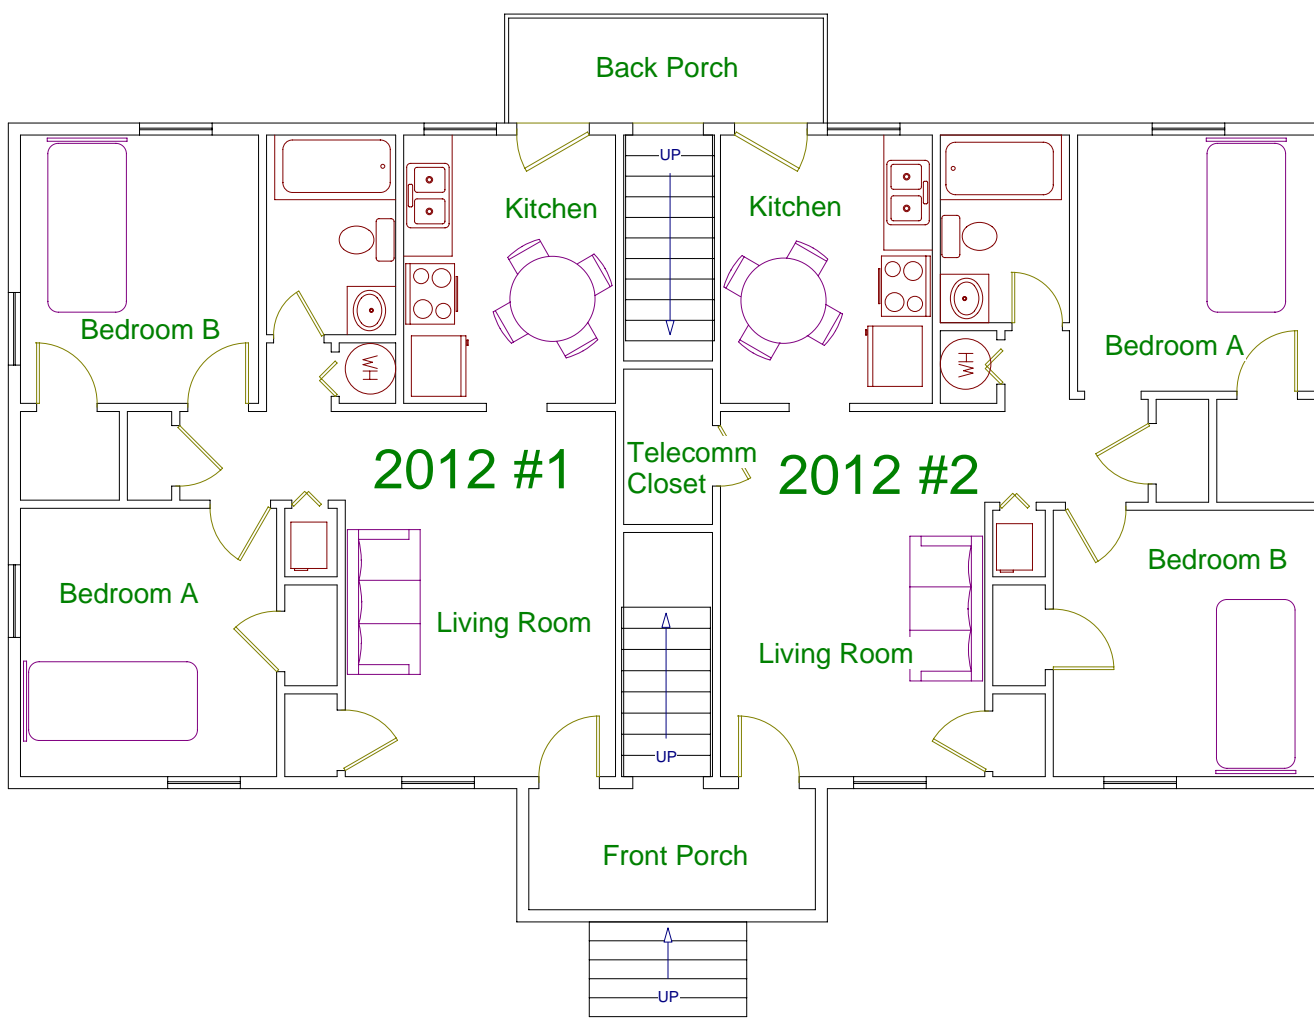 Back Porch
UP
Kitchen
Kitchen
Bedroom B
Bedroom A
WH
WH
2012 #1
Telecomm
Closet
2012 #2
Bedroom A
Bedroom B
Living Room
Living Room
UP
Front Porch
UP